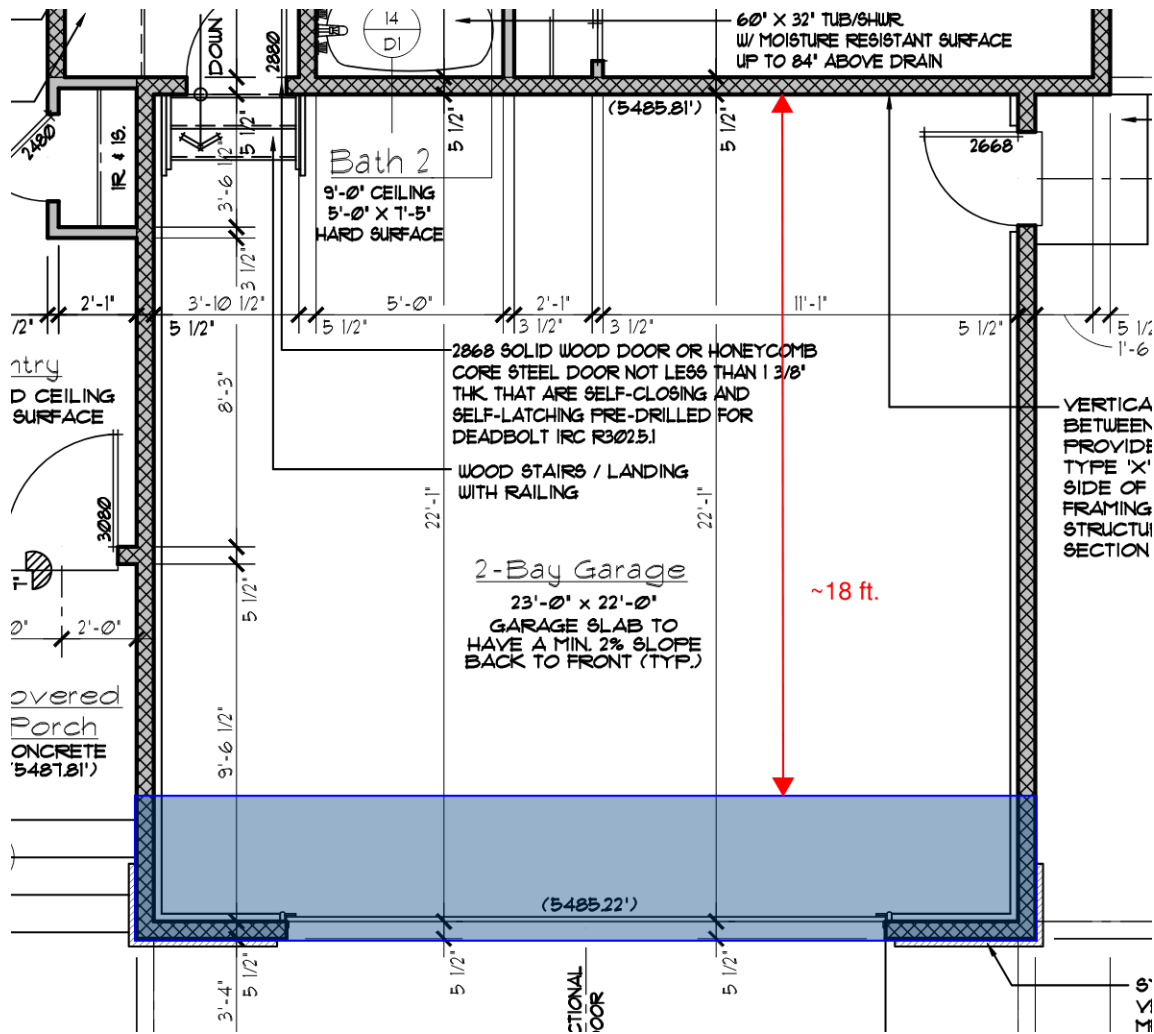 14
D1
60" X 32" TUB/SHWR.
W/ MOISTURE RESISTANT SURFACE
UP TO 84" ABOVE DRAIN
DOWN
2880
5 1/2"
5 1/2"
5 1/2"
(5485.81')
2480
IR & IS.
3'-6 1/2"
Bath 2
9'-0" CEILING
5'-0" X 7'-5"
HARD SURFACE
2668
3 1/2"
2'-1"
3'-10 1/2"
5'-0"
2'-1"
11'-1"
5 1/2"
5 1/2"
3 1/2"
3 1/2"
5 1/2"
1'-6
D CEILING
SURFACE
8'-3"
2868 SOLID WOOD DOOR OR HONEYCOMB
CORE STEEL DOOR NOT LESS THAN 1 3/8"
THK. THAT ARE SELF-CLOSING AND
SELF-LATCHING PRE-DRILLED FOR
DEADBOLT IRC R302.5.1
WOOD STAIRS / LANDING
WITH RAILING
VERTICA
BETWEEN
PROVIDE
TYPE 'X'
SIDE OF
FRAMING
STRUCTU
SECTION
3080
22'-1"
22'-1"
5 1/2"
2'-0"
2-Bay Garage
23'-0" x 22'-0"
GARAGE SLAB TO
HAVE A MIN. 2% SLOPE
BACK TO FRONT (TYP.)
~18 ft.
overed
Porch
ONCRETE
5487.81')
9'-6 1/2"
(5485.22')
5 1/2"
5 1/2"
5 1/2"
3'-4"
CTIONAL
OOR